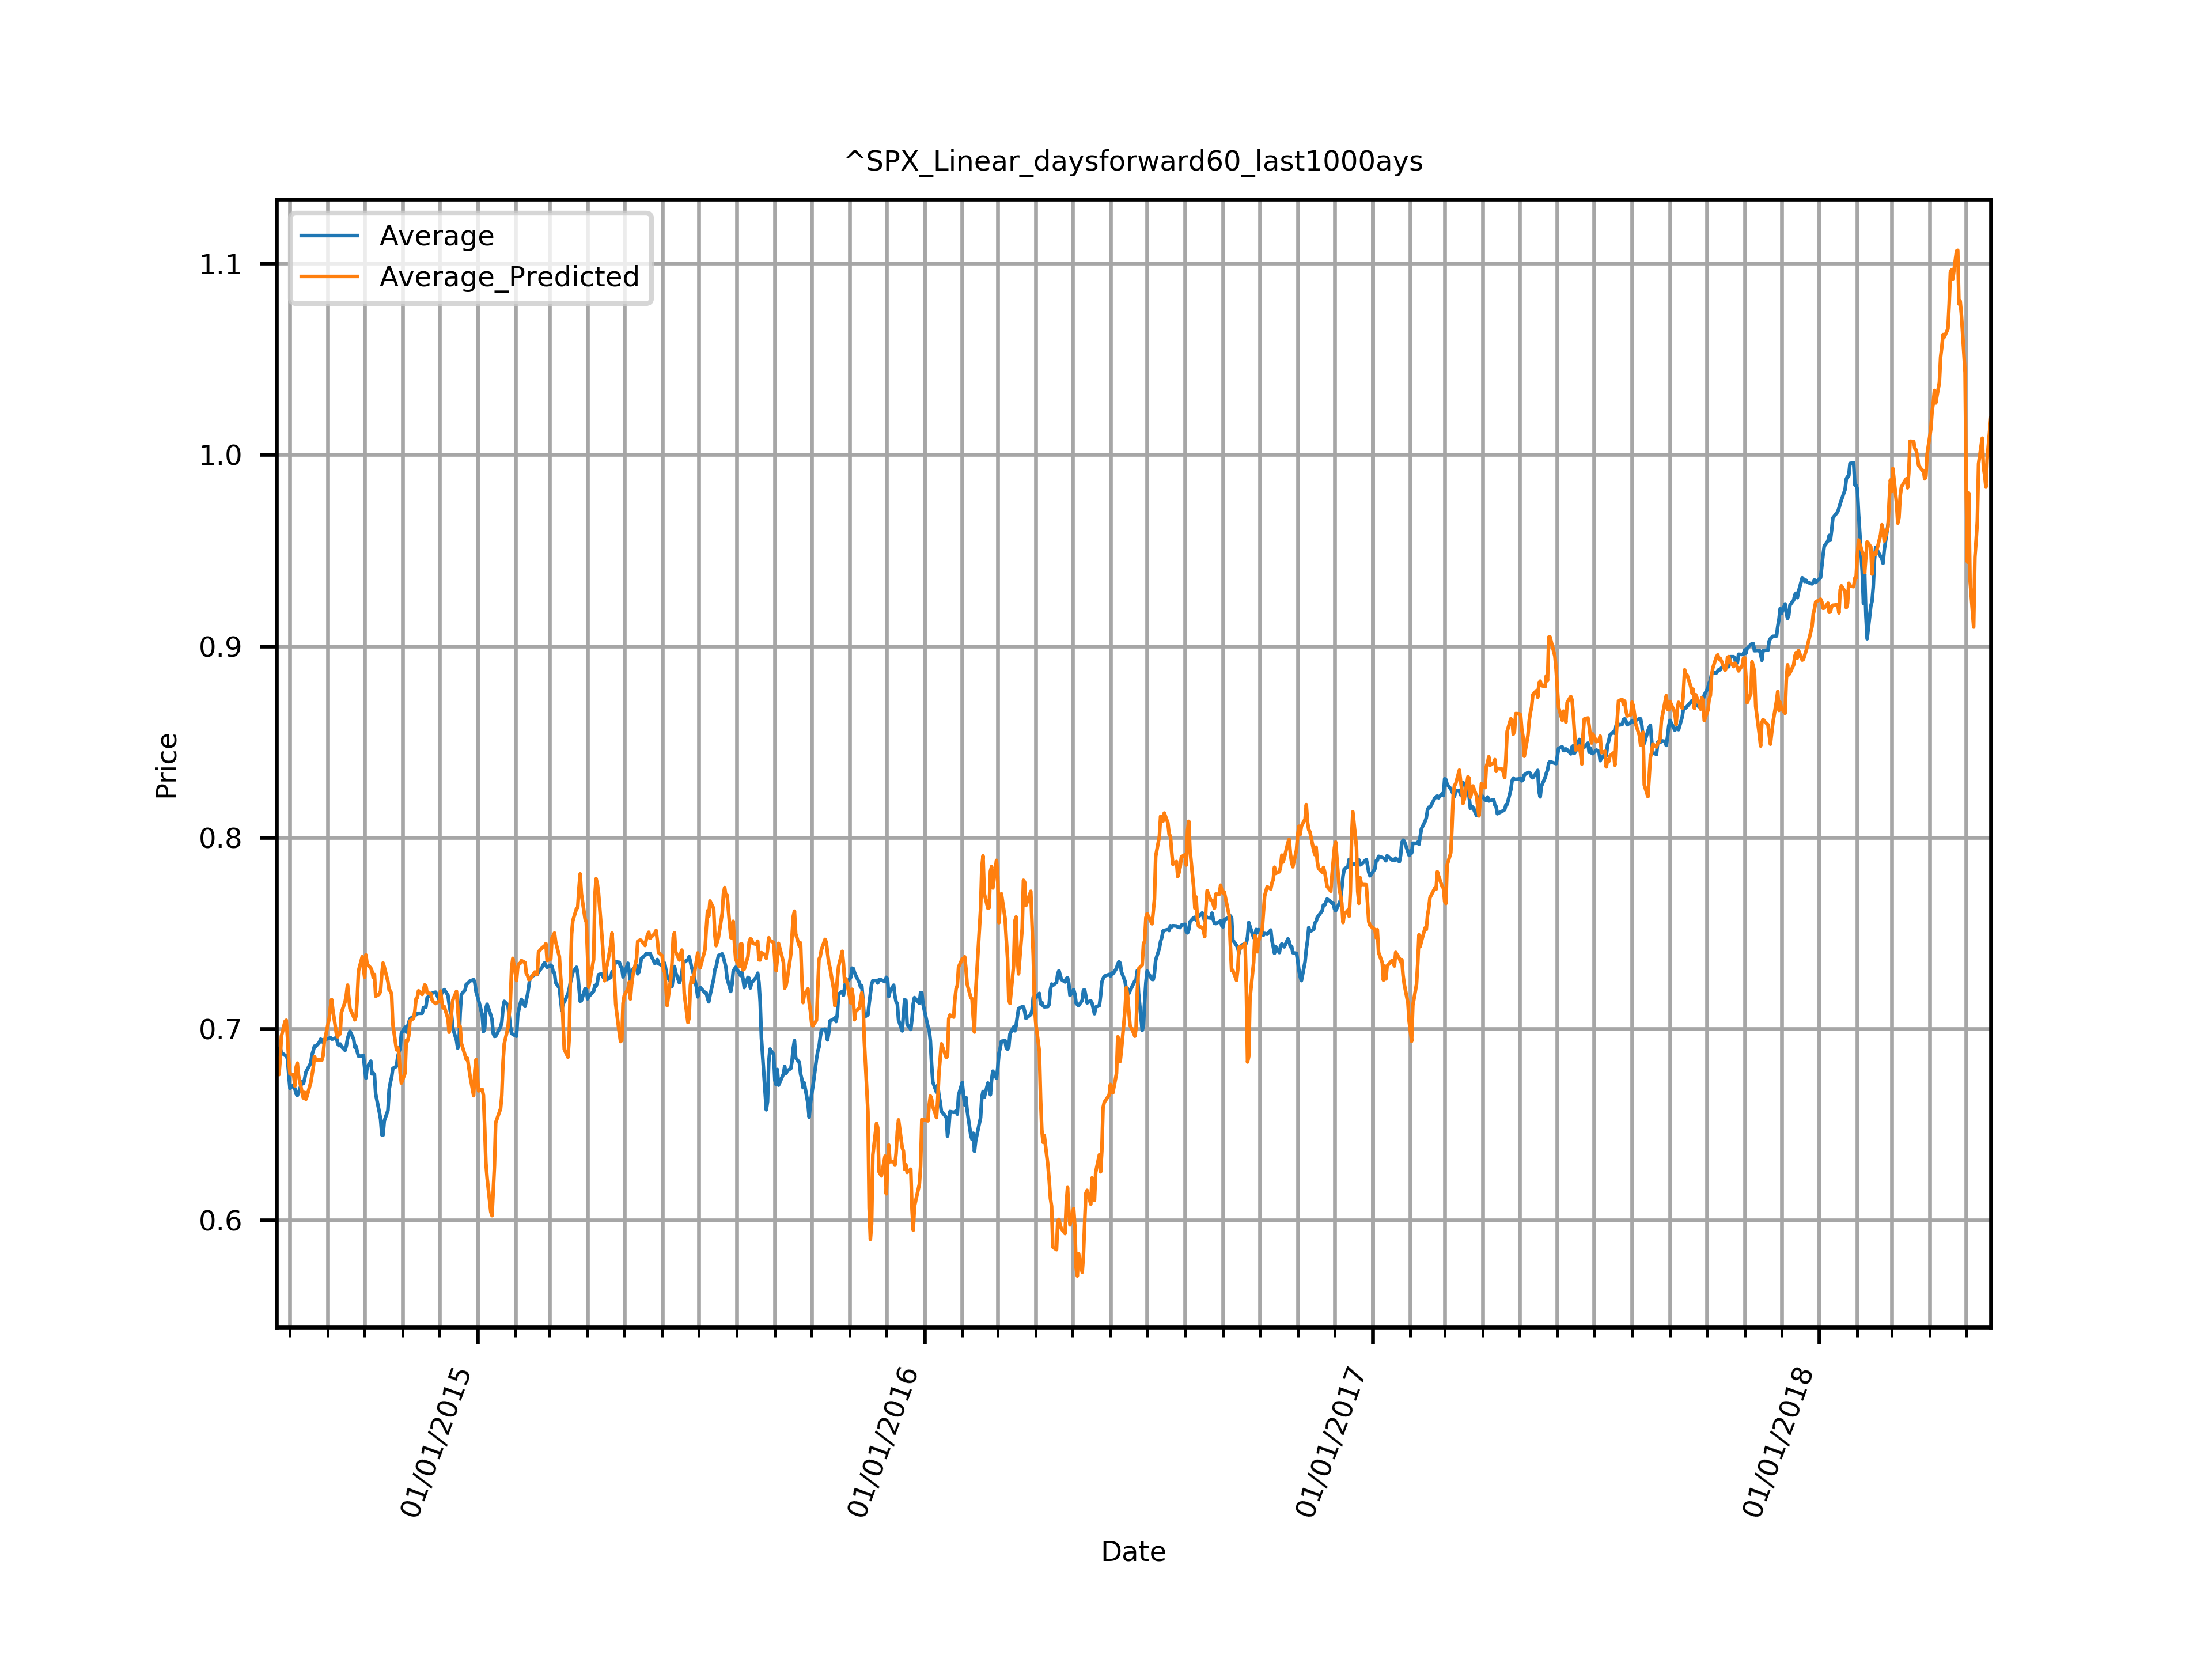 ^SPX_Linear_daysforward60_last1000ays
Average
Average_Predicted
1.1
1.0
0.9
0.8
0.7
0.6
Price
01/01/2015
01/01/2016
01/01/2017
01/01/2018
Date